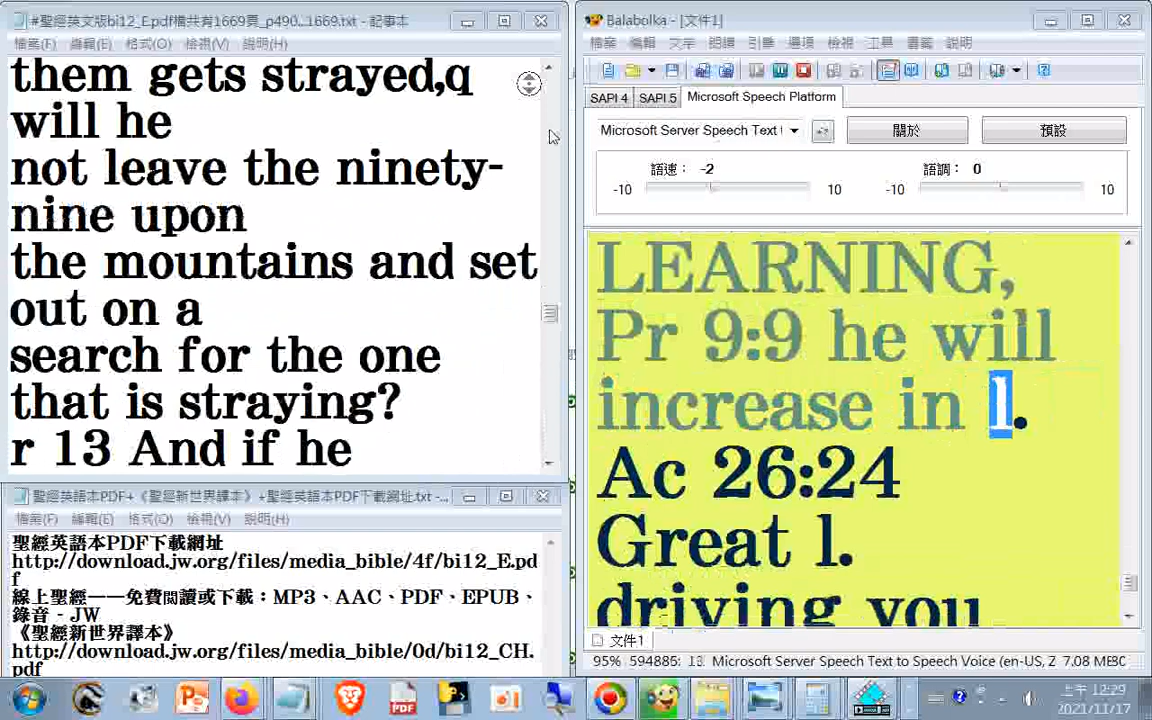 #聖經英文版bi12_E.pdf檔共有1669頁_p490...1669.txt - 記事本
檔案(F) 編輯(E) 格式(O) 檢視(V) 說明(H)
them gets strayed,q
will he
not leave the ninety-
nine upon
the mountains and set
out on a
search for the one
that is straying?
r 13 And if he
聖經英語本PDF+《聖經新世界譯本》+聖經英語本PDF下載網址.txt - ...
檔案(F) 編輯(E) 格式(O) 檢視(V) 說明(H)
聖經英語本PDF下載網址
http://download.jw.org/files/media_bible/4f/bi12_E.pd
f
線上聖經——免費閱讀或下載：MP3、AAC、PDF、EPUB、
錄音 - JW
《聖經新世界譯本》
http://download.jw.org/files/media_bible/0d/bi12_CH.
pdf
Balabolka - [文件1]
檔案 編輯 文字 朗讀 引擎 選項 檢視 工具 書籤 說明
SAPI 4 SAPI 5 Microsoft Speech Platform
Microsoft Server Speech Text 關於 預設
語速： -2 語調： 0
-10 10 -10 10
LEARNING,
Pr 9:9 he will
increase in l.
Ac 26:24
Great l.
driving you
文件1
95% 594885: 13 Microsoft Server Speech Text to Speech Voice (en-US, Z 7.08 MB
上午 12:29
2021/11/17